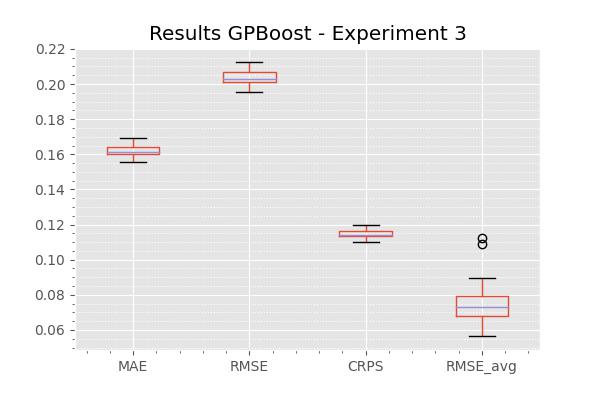 Results GPBoost - Experiment 3
0.22
0.20
0.18
0.16
0.14
0.12
0.10
0.08
0.06
MAE
RMSE
CRPS
RMSE_avg